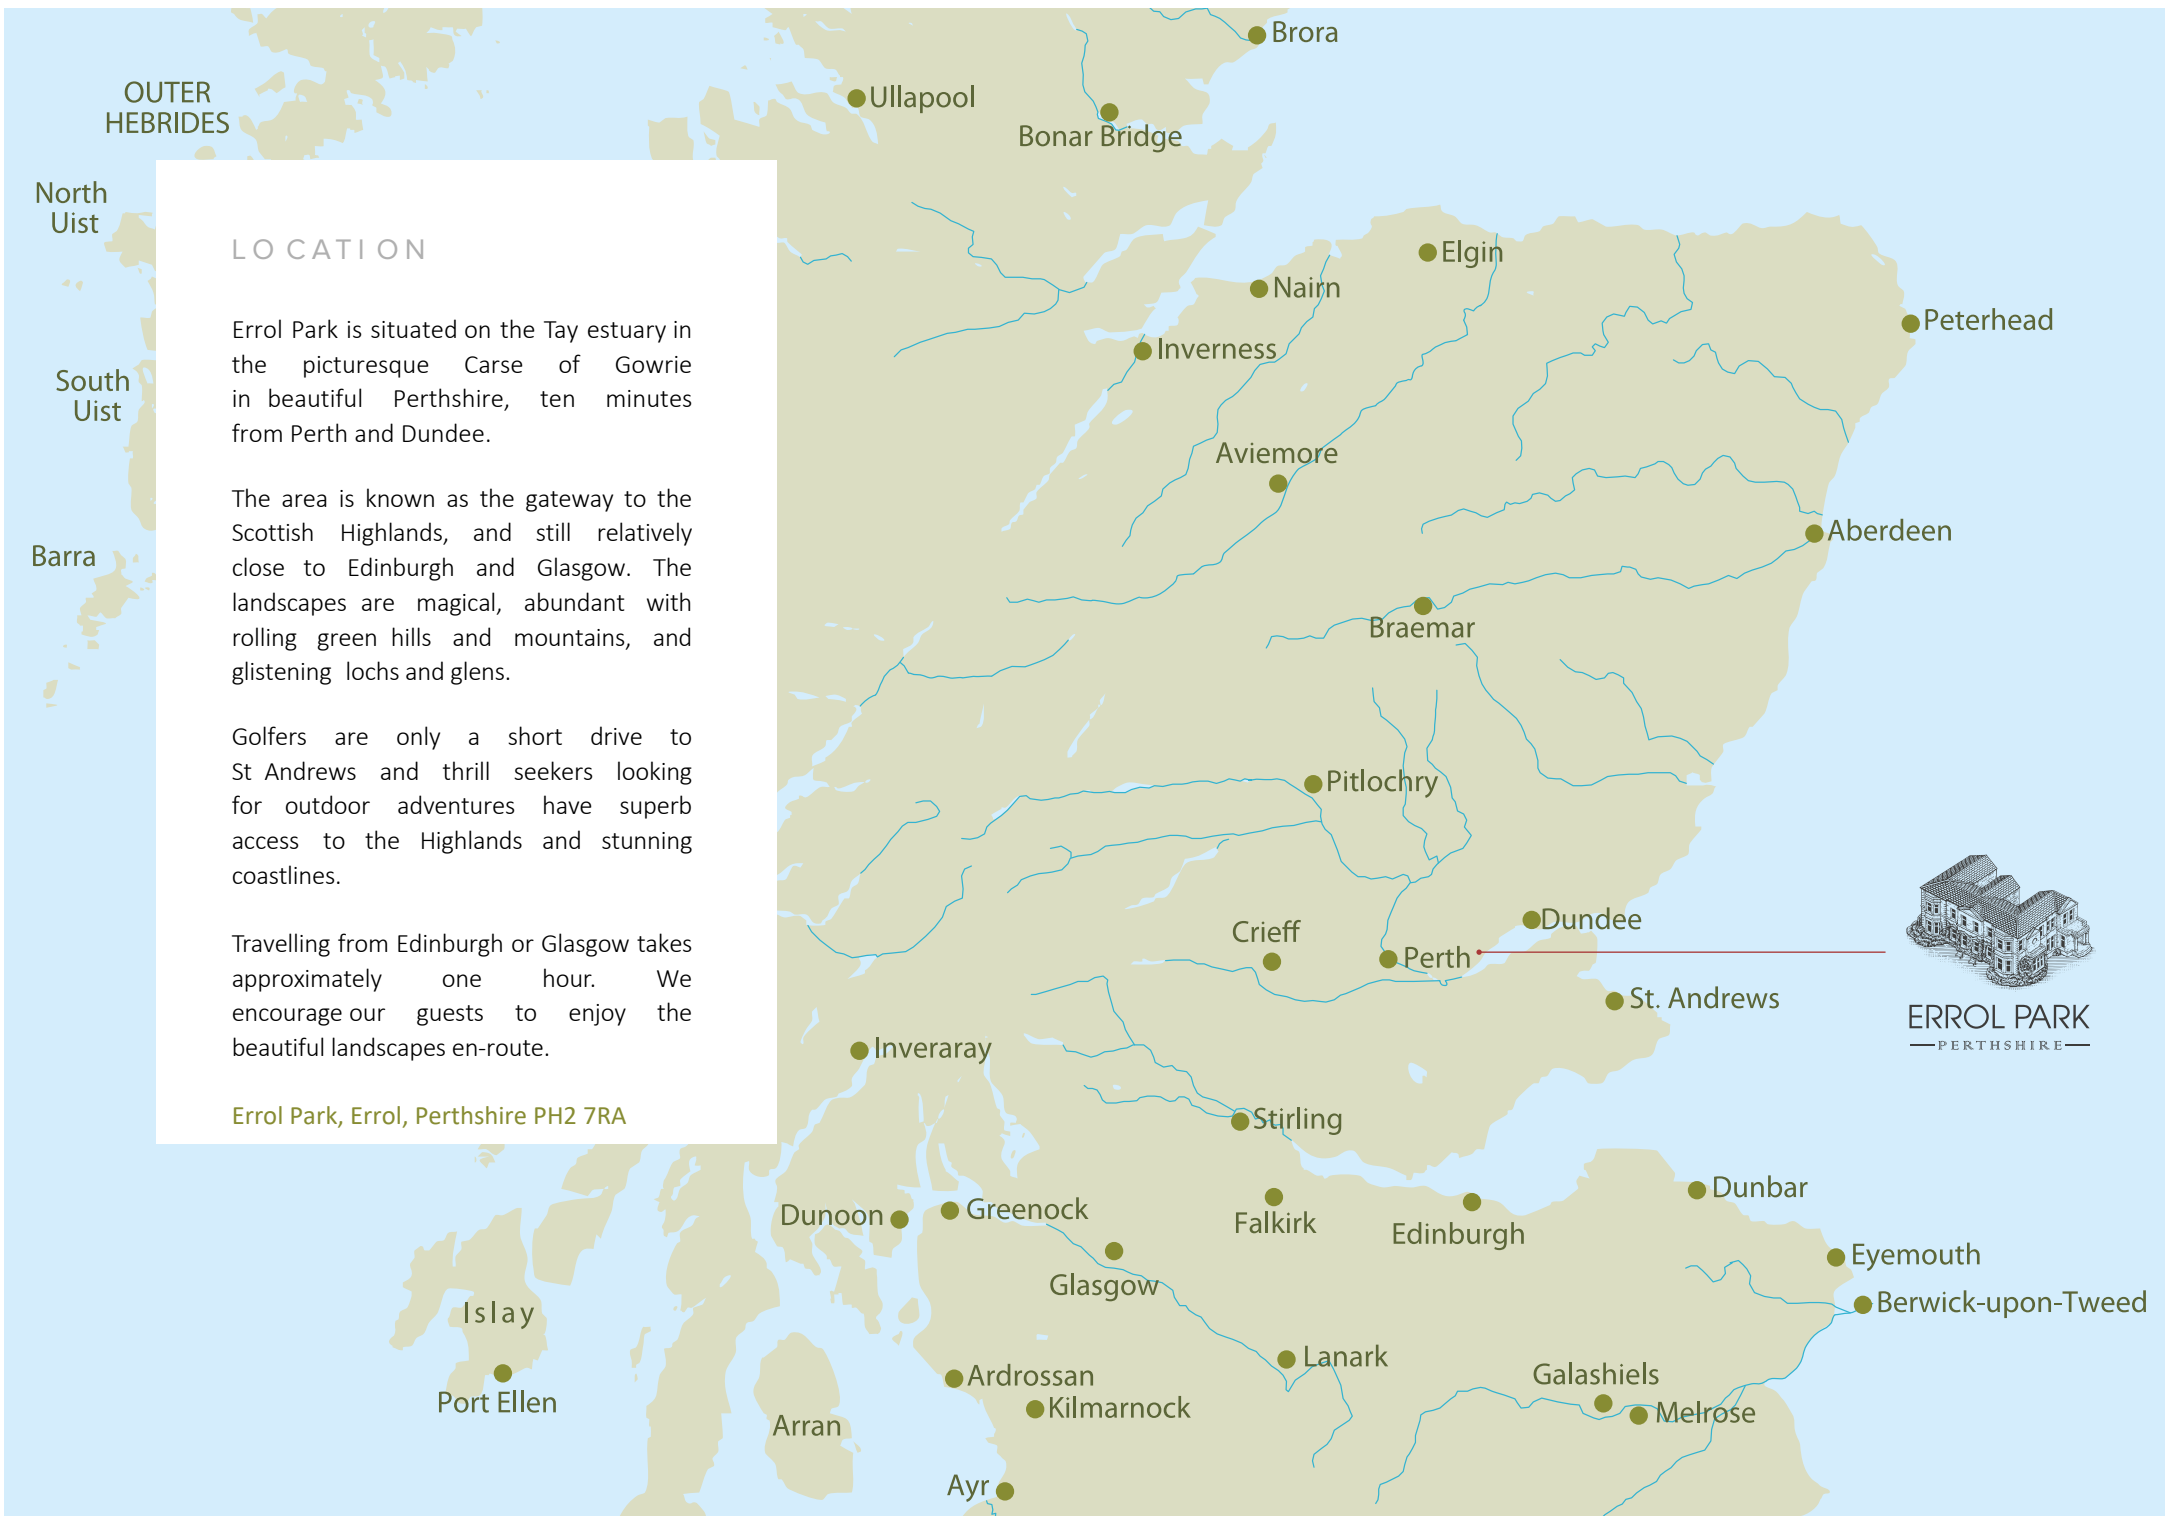 Brora
OUTER
HEBRIDES
Ullapool
Bonar Bridge
North
Uist
South
Uist
Barra
LOCATION
Errol Park is situated on the Tay estuary in
the picturesque Carse of Gowrie
in beautiful Perthshire, ten minutes
from Perth and Dundee.
The area is known as the gateway to the
Scottish Highlands, and still relatively
close to Edinburgh and Glasgow. The
landscapes are magical, abundant with
rolling green hills and mountains, and
glistening lochs and glens.
Golfers are only a short drive to
St Andrews and thrill seekers looking
for outdoor adventures have superb
access to the Highlands and stunning
coastlines.
Travelling from Edinburgh or Glasgow takes
approximately one hour. We
encourage our guests to enjoy the
beautiful landscapes en-route.
Errol Park, Errol, Perthshire PH2 7RA
Elgin
Nairn
Peterhead
Inverness
Aviemore
Aberdeen
Braemar
Pitlochry
Dundee
Crieff
Perth
St. Andrews
ERROL PARK
PERTHSHIRE
Inveraray
Stirling
Dunbar
Dunoon
Greenock
Falkirk
Edinburgh
Eyemouth
Glasgow
Berwick-upon-Tweed
Islay
Lanark
Ardrossan
Galashiels
Port Ellen
Kilmarnock
Melrose
Arran
Ayr